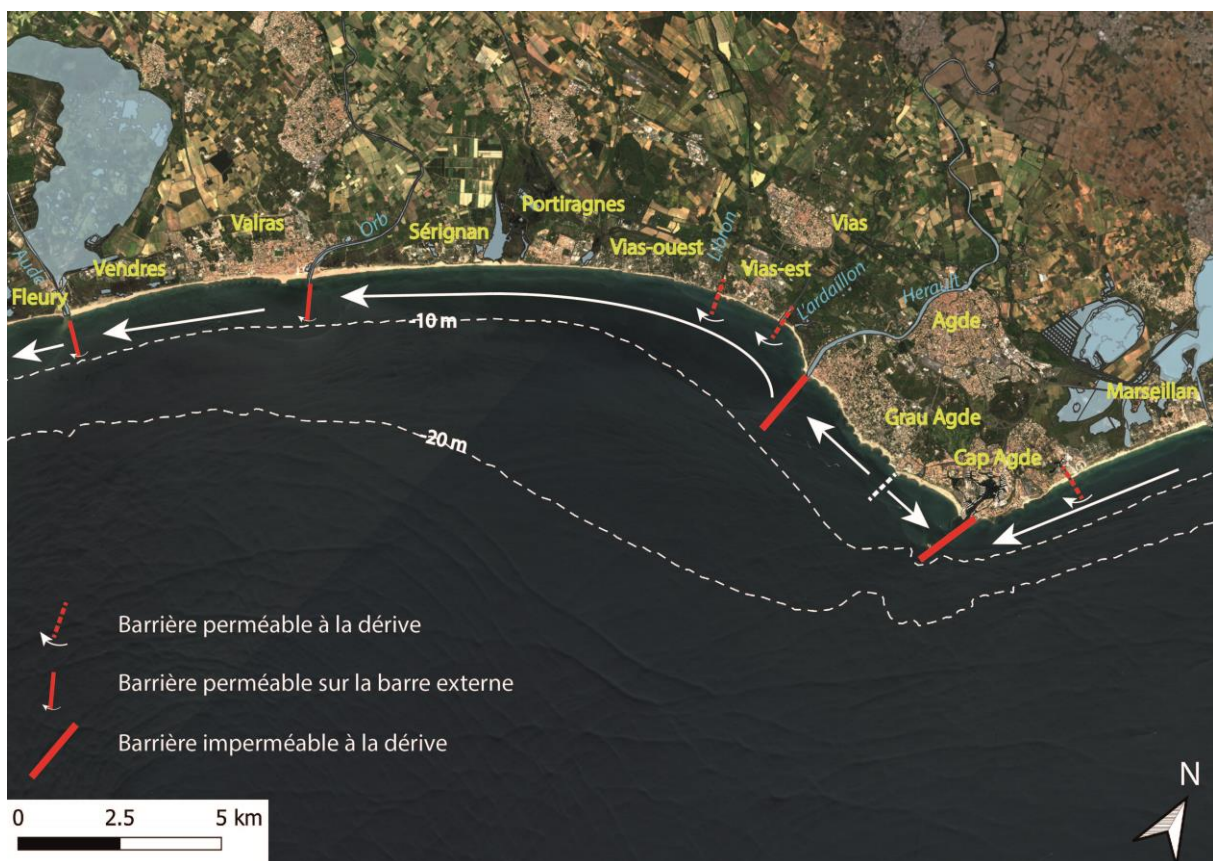 Portiragnes
Valras
Orb
Sérignan
Vias-ouest
Libron
Vias
Aude
Vendres
Vias-est
Fleury
L'ardaillon
Hérault
-10 m
Agde
Marseillan
Grau Agde
-20 m
Cap Agde
Barrière perméable à la dérive
Barrière perméable sur la barre externe
Barrière imperméable à la dérive
N
0 2.5 5 km